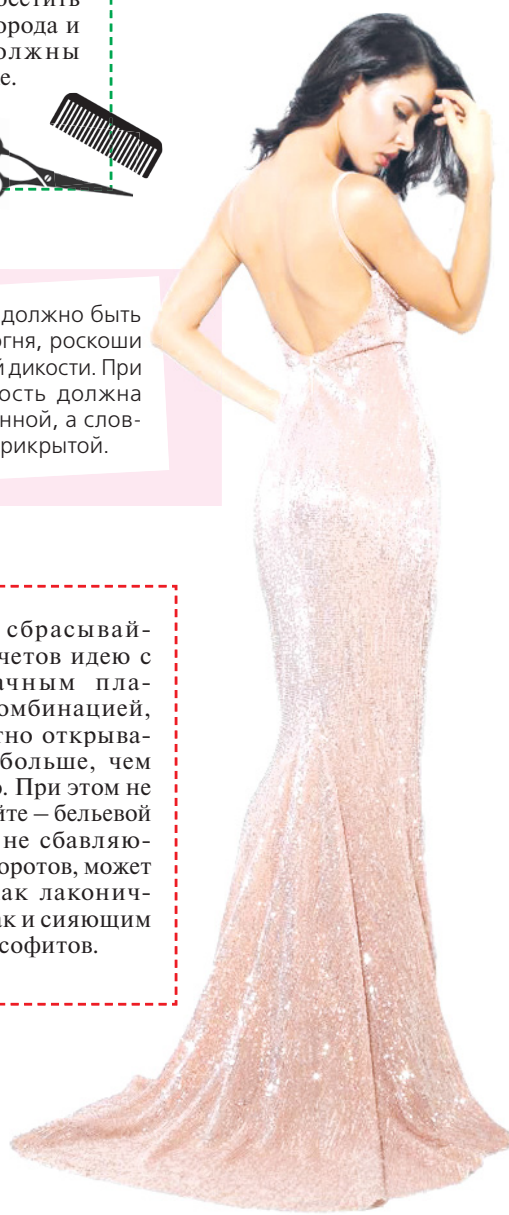 орода и
олжны
е.
должно быть
огня, роскоши
й дикости. При
ость должна
нной, а слов-
рикрытой.
сбрасывай-
четов идею с
ачным пла-
омбинацией,
тно открыва-
больше, чем
о. При этом не
йте – бельевой
не сбавляю-
оротов, может
ак лаконич-
ак и сияющим
софитов.